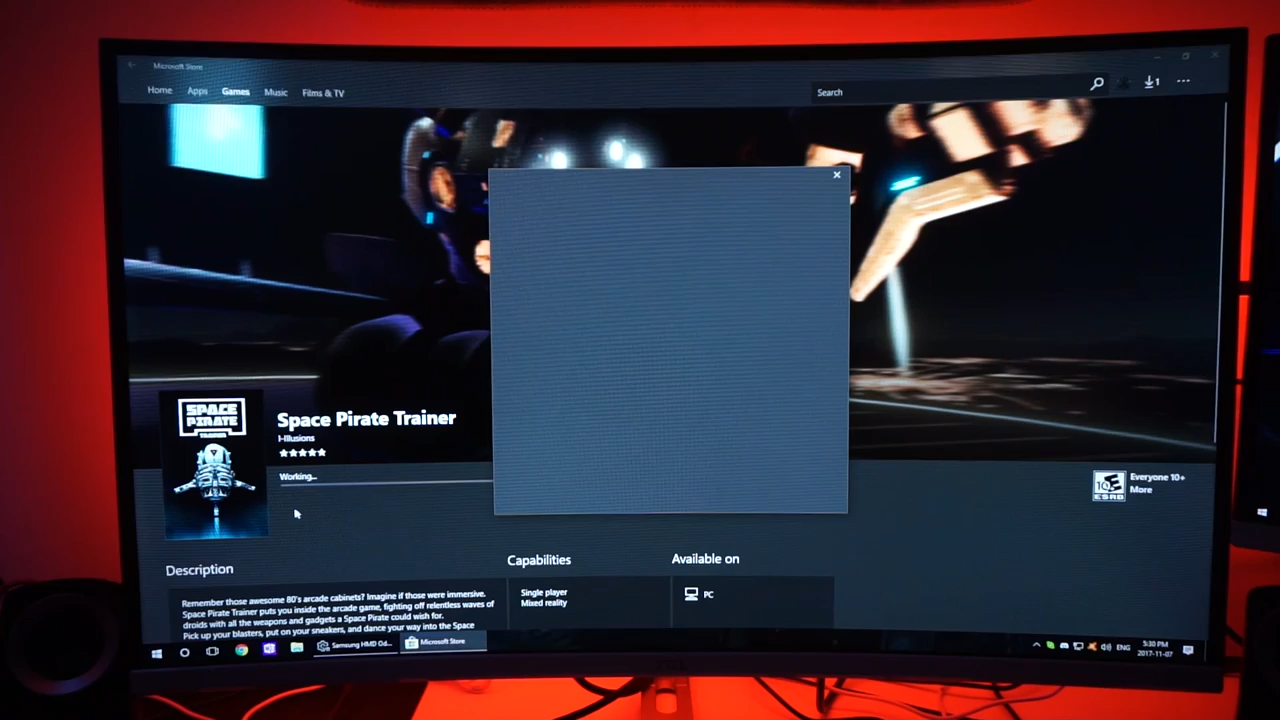 Microsoft Store
Home Apps Games Music Films & TV
Search
1
SPACE
PIRATE
TRAINER
Space Pirate Trainer
I-Illusions
Working...
10+
ESRB
Everyone 10+
More
Description
Capabilities
Available on
Remember those awesome 80's arcade cabinets? Imagine if those were immersive.
Space Pirate Trainer puts you inside the arcade game, fighting off relentless waves of
droids with all the weapons and gadgets a Space Pirate could wish for.
Pick up your blasters, put on your sneakers, and dance your way into the Space
Single player
Mixed reality
PC
Samsung HMD Od...
Microsoft Store
ENG
5:30 PM
2017-11-07